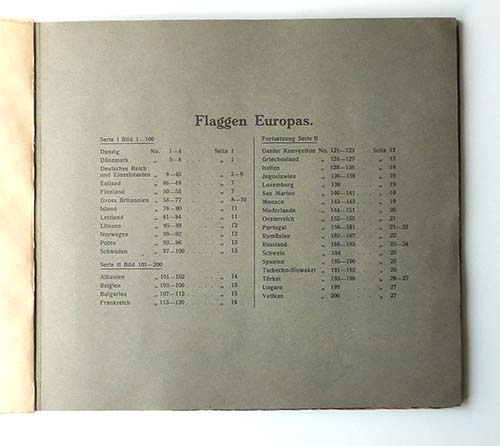 Flaggen Europas.
Serie I Bild 1—100
Danzig No. 1—4 Seite 1
Dänemark „ 5—8 „ 1
Deutsches Reich
und Einzelstaaten „ 9—45 „ 2—6
Estland „ 46—49 „ 7
Finnland „ 50—53 „ 7
Gross Britannien „ 54—77 „ 8—10
Island „ 78—80 „ 11
Lettland „ 81—84 „ 11
Litauen „ 85—88 „ 12
Norwegen „ 89—92 „ 12
Polen „ 93—96 „ 13
Schweden „ 97—100 „ 13
Serie II Bild 101—200
Albanien „ 101—102 „ 14
Belgien „ 103—106 „ 15
Bulgarien „ 107—112 „ 15
Frankreich „ 113—120 „ 16
Fortsetzung Serie II
Genfer Konvention No. 121—123 Seite 17
Griechenland „ 124—127 „ 17
Italien „ 128—135 „ 18
Jugoslawien „ 136—138 „ 19
Luxemburg „ 139 „ 19
San Marino „ 140—141 „ 19
Monaco „ 142—143 „ 19
Niederlande „ 144—151 „ 20
Oesterreich „ 152—155 „ 21
Portugal „ 156—161 „ 21—22
Rumänien „ 162—167 „ 22
Russland „ 168—183 „ 23—24
Schweiz „ 184 „ 25
Spanien „ 185—190 „ 25
Tschecho-Slowakei „ 191—192 „ 26
Türkei „ 193—198 „ 26—27
Ungarn „ 199 „ 27
Vatikan „ 200 „ 27